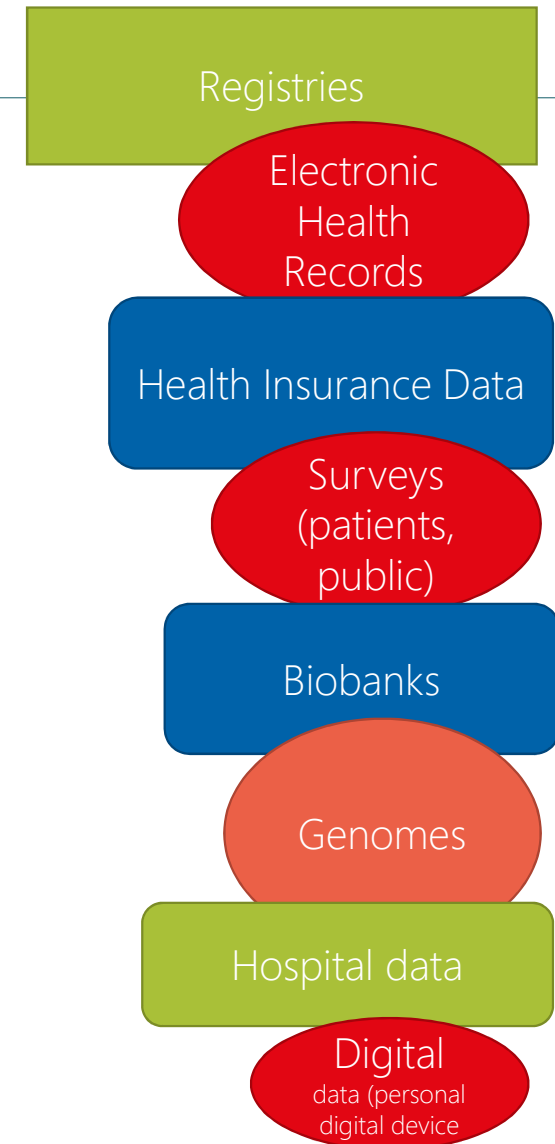 Registries
Electronic
Health
Records
Health Insurance Data
Surveys
(patients,
public)
Biobanks
Genomes
Hospital data
Digital
data (personal
digital device